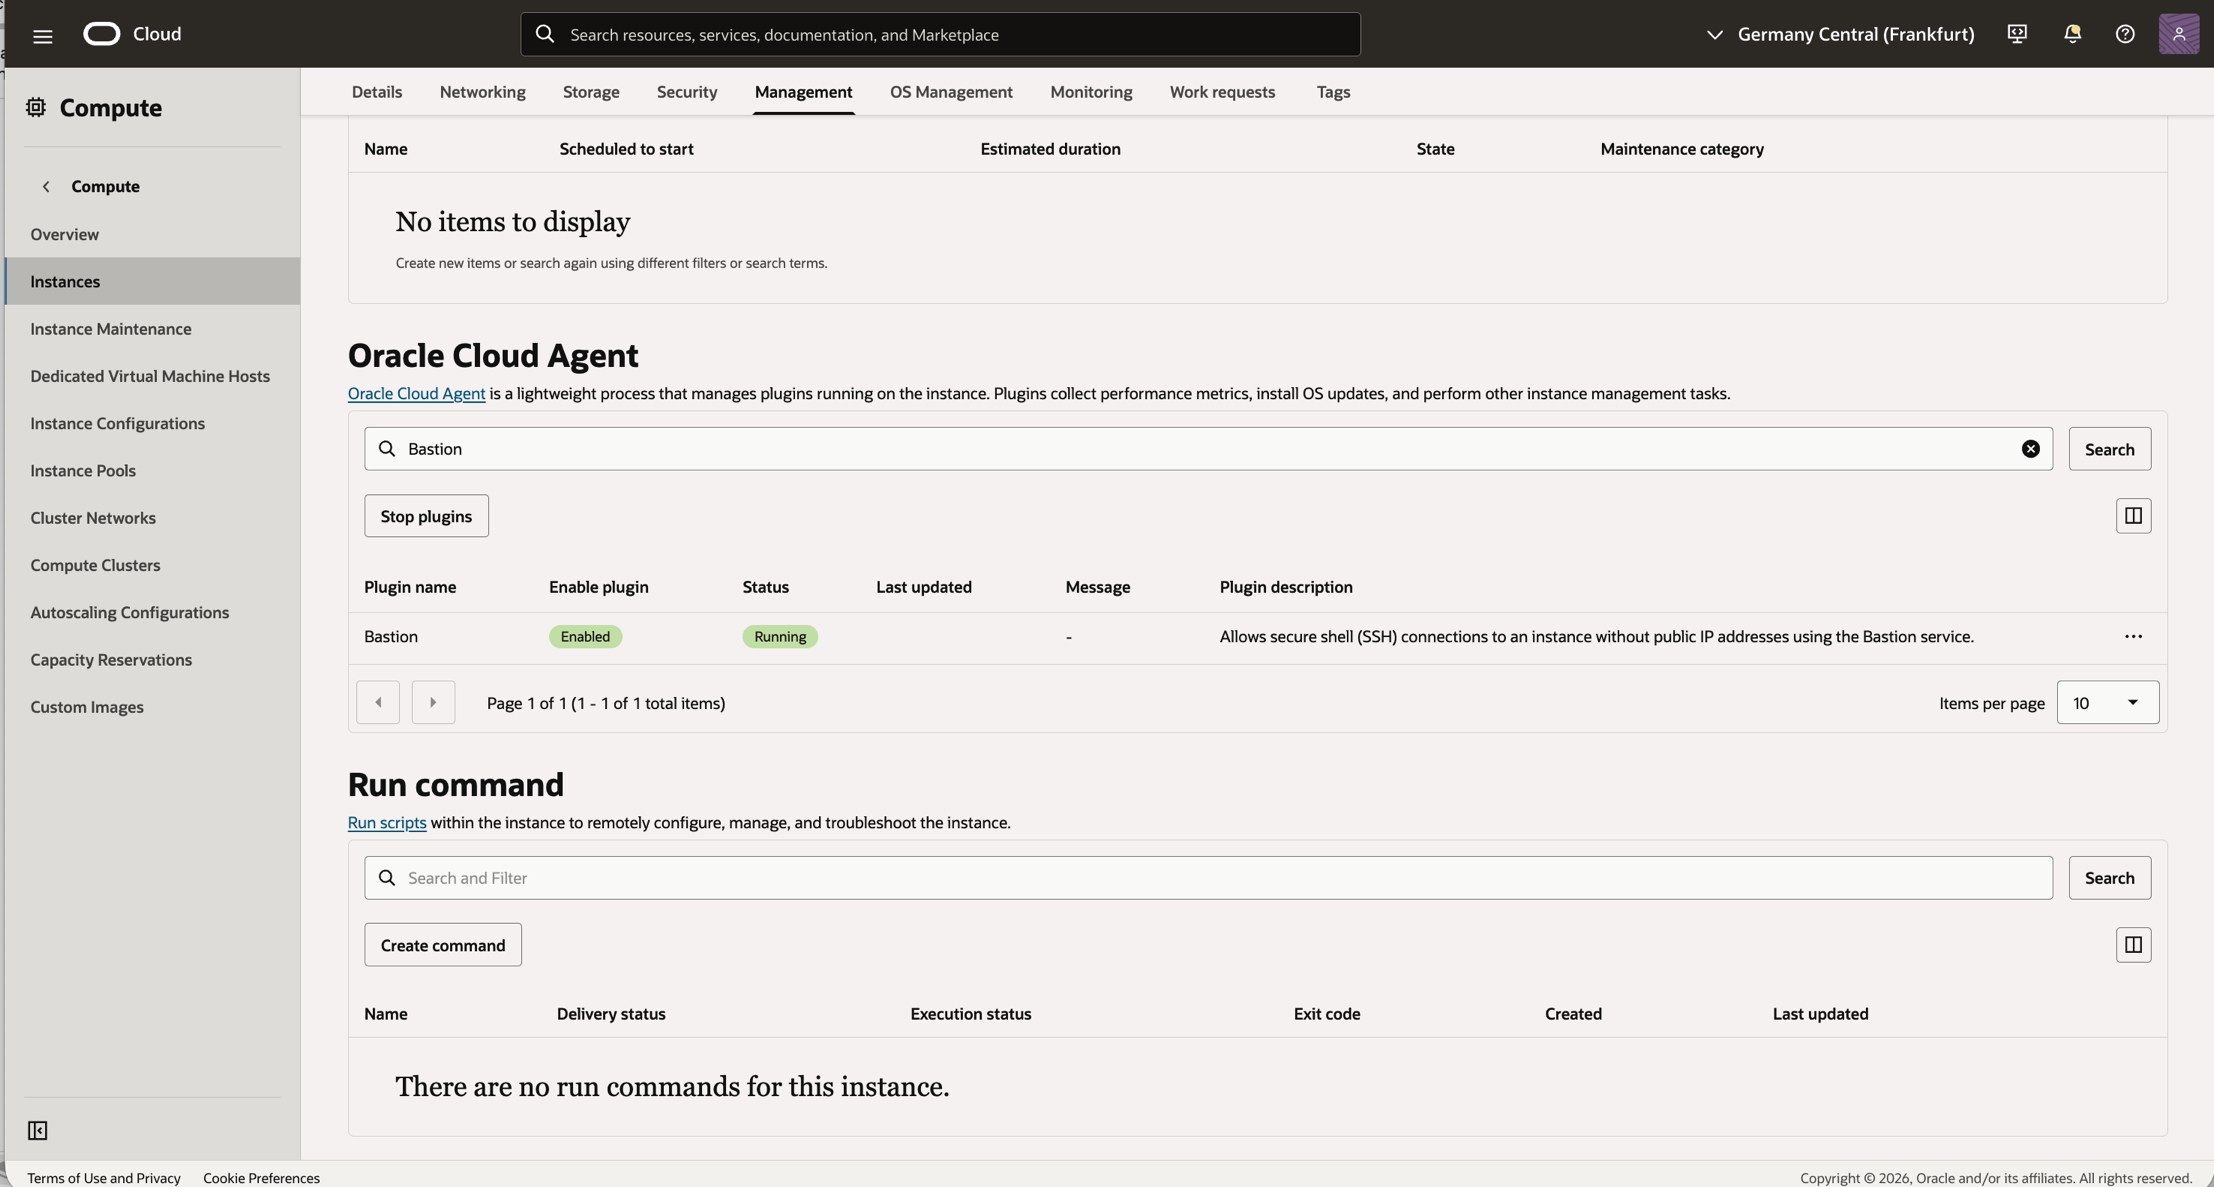 Cloud
Search resources, services, documentation, and Marketplace
Germany Central (Frankfurt)
Compute
Compute
Overview
Instances
Instance Maintenance
Dedicated Virtual Machine Hosts
Instance Configurations
Instance Pools
Cluster Networks
Compute Clusters
Autoscaling Configurations
Capacity Reservations
Custom Images
Details Networking Storage Security Management OS Management Monitoring Work requests Tags
Name Scheduled to start Estimated duration State Maintenance category
No items to display
Create new items or search again using different filters or search terms.
Oracle Cloud Agent
Oracle Cloud Agent is a lightweight process that manages plugins running on the instance. Plugins collect performance metrics, install OS updates, and perform other instance management tasks.
Bastion Search
Stop plugins
Plugin name Enable plugin Status Last updated Message Plugin description
Bastion Enabled Running - Allows secure shell (SSH) connections to an instance without public IP addresses using the Bastion service. ...
Page 1 of 1 (1 - 1 of 1 total items) Items per page 10
Run command
Run scripts within the instance to remotely configure, manage, and troubleshoot the instance.
Search and Filter Search
Create command
Name Delivery status Execution status Exit code Created Last updated
There are no run commands for this instance.
Terms of Use and Privacy Cookie Preferences Copyright © 2026, Oracle and/or its affiliates. All rights reserved.